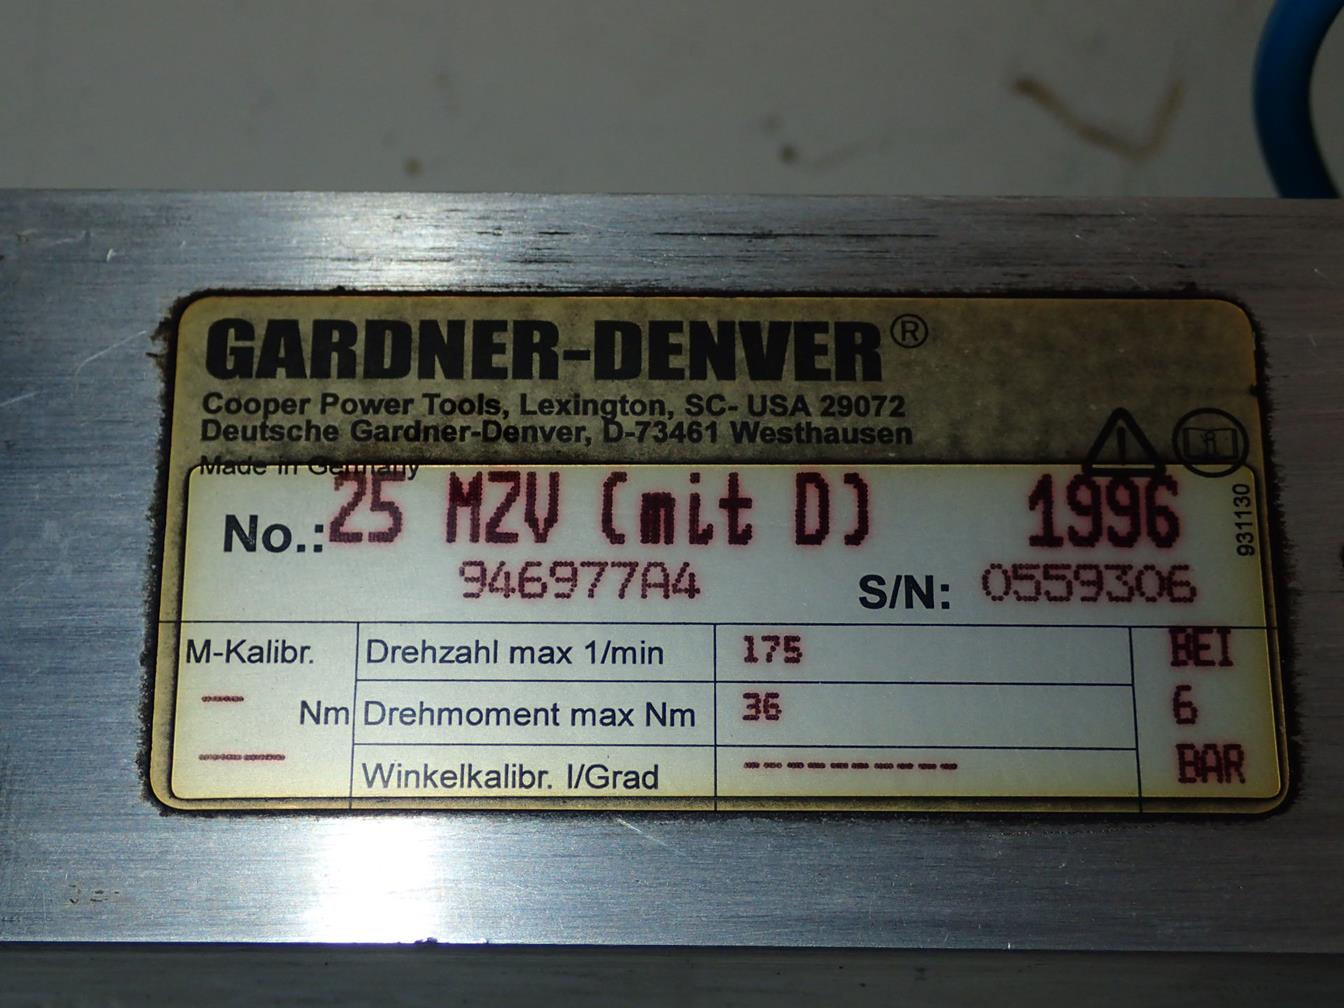 GARDNER-DENVER®
Cooper Power Tools, Lexington, SC- USA 29072
Deutsche Gardner-Denver, D-73461 Westhausen
Made in Germany
No.: 25 MZV (mit D) 1996
946977A4 S/N: 0559306
931130
M-Kalibr. Drehzahl max 1/min 175 BEI
— Nm Drehmoment max Nm 36 6
---- Winkelkalibr. I/Grad --------- BAR